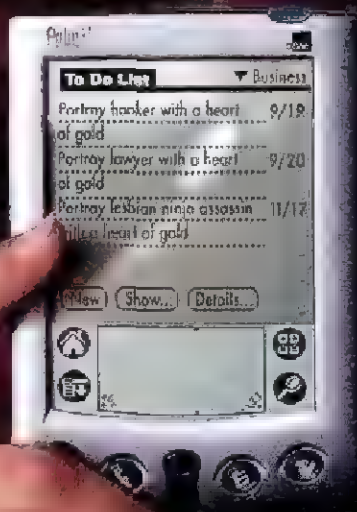 Palm
To Do List
Business
Portray banker with a heart 9/19
of gold
Portray lawyer with a heart 9/20
of gold
Portray lesbian ninja assassin 11/17
with a heart of gold
New Show... Details...